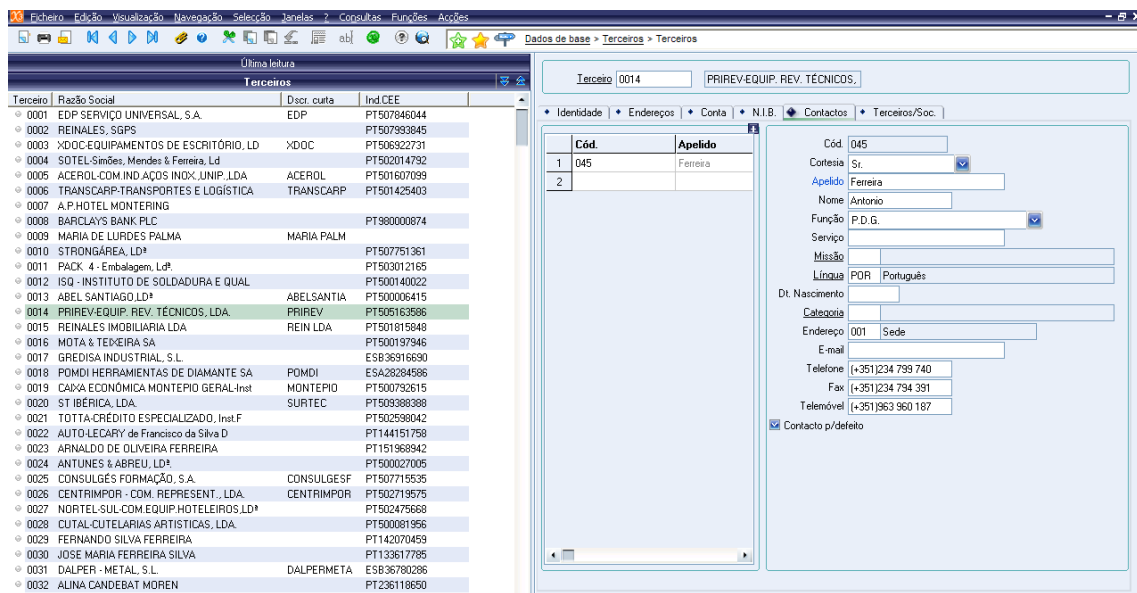 X3 Ficheiro Edição Visualização Navegação Selecção Janelas ? Consultas Funções Acções
Dados de base > Terceiros > Terceiros
Última leitura
Terceiros
Terceiro Razão Social Dscr. curta Ind.CEE
0001 EDP SERVIÇO UNIVERSAL, S.A. EDP PT507846044
0002 REINALES, SGPS PT507993845
0003 XDOC-EQUIPAMENTOS DE ESCRITÓRIO, LD XDOC PT506922731
0004 SOTEL-Simões, Mendes & Ferreira, Ld PT502014792
0005 ACEROL-COM.IND.AÇOS INOX.,UNIP.,LDA ACEROL PT501607099
0006 TRANSCARP-TRANSPORTES E LOGÍSTICA TRANSCARP PT501425403
0007 A.P.HOTEL MONTERING
0008 BARCLAYS BANK PLC PT980000874
0009 MARIA DE LURDES PALMA MARIA PALM
0010 STRONGÁREA, LDª PT507751361
0011 PACK 4 - Embalagem, Ldª. PT503012165
0012 ISQ - INSTITUTO DE SOLDADURA E QUAL PT500140022
0013 ABEL SANTIAGO,LDª ABELSANTIA PT500006415
0014 PRIREV-EQUIP. REV. TÉCNICOS, LDA. PRIREV PT505163586
0015 REINALES IMOBILIARIA LDA REIN LDA PT501815848
0016 MOTA & TEIXEIRA SA PT500197946
0017 GREDISA INDUSTRIAL, S.L. ESB36916690
0018 POMDI HERRAMIENTAS DE DIAMANTE SA POMDI ESA28284586
0019 CAIXA ECONÓMICA MONTEPIO GERAL-Inst MONTEPIO PT500792615
0020 ST IBÉRICA, LDA. SURTEC PT509388388
0021 TOTTA-CRÉDITO ESPECIALIZADO, Inst.F PT502598042
0022 AUTO-LECARY de Francisco da Silva D PT144151758
0023 ARNALDO DE OLIVEIRA FERREIRA PT151968942
0024 ANTUNES & ABREU, LDª. PT500027005
0025 CONSULGÉS FORMAÇÃO, S.A. CONSULGESF PT507715535
0026 CENTRIMPOR - COM. REPRESENT., LDA. CENTRIMPOR PT502719575
0027 NORTEL-SUL-COM.EQUIP.HOTELEIROS,LDª PT502475668
0028 CUTAL-CUTELARIAS ARTISTICAS, LDA. PT500081956
0029 FERNANDO SILVA FERREIRA PT142070459
0030 JOSE MARIA FERREIRA SILVA PT133617785
0031 DALPER - METAL, S.L. DALPERMETA ESB36780286
0032 ALINA CANDEBAT MOREN PT236118650
Terceiro 0014 PRIREV-EQUIP. REV. TÉCNICOS,
Identidade Endereços Conta N.I.B. Contactos Terceiros/Soc.
Cód. Apelido
1 045 Ferreira
2
Cód. 045
Cortesia Sr.
Apelido Ferreira
Nome Antonio
Função P.D.G.
Serviço
Missão
Língua POR Português
Dt. Nascimento
Categoria
Endereço 001 Sede
E-mail
Telefone (+351)234 799 740
Fax (+351)234 794 391
Telemóvel (+351)963 960 187
Contacto p/defeito